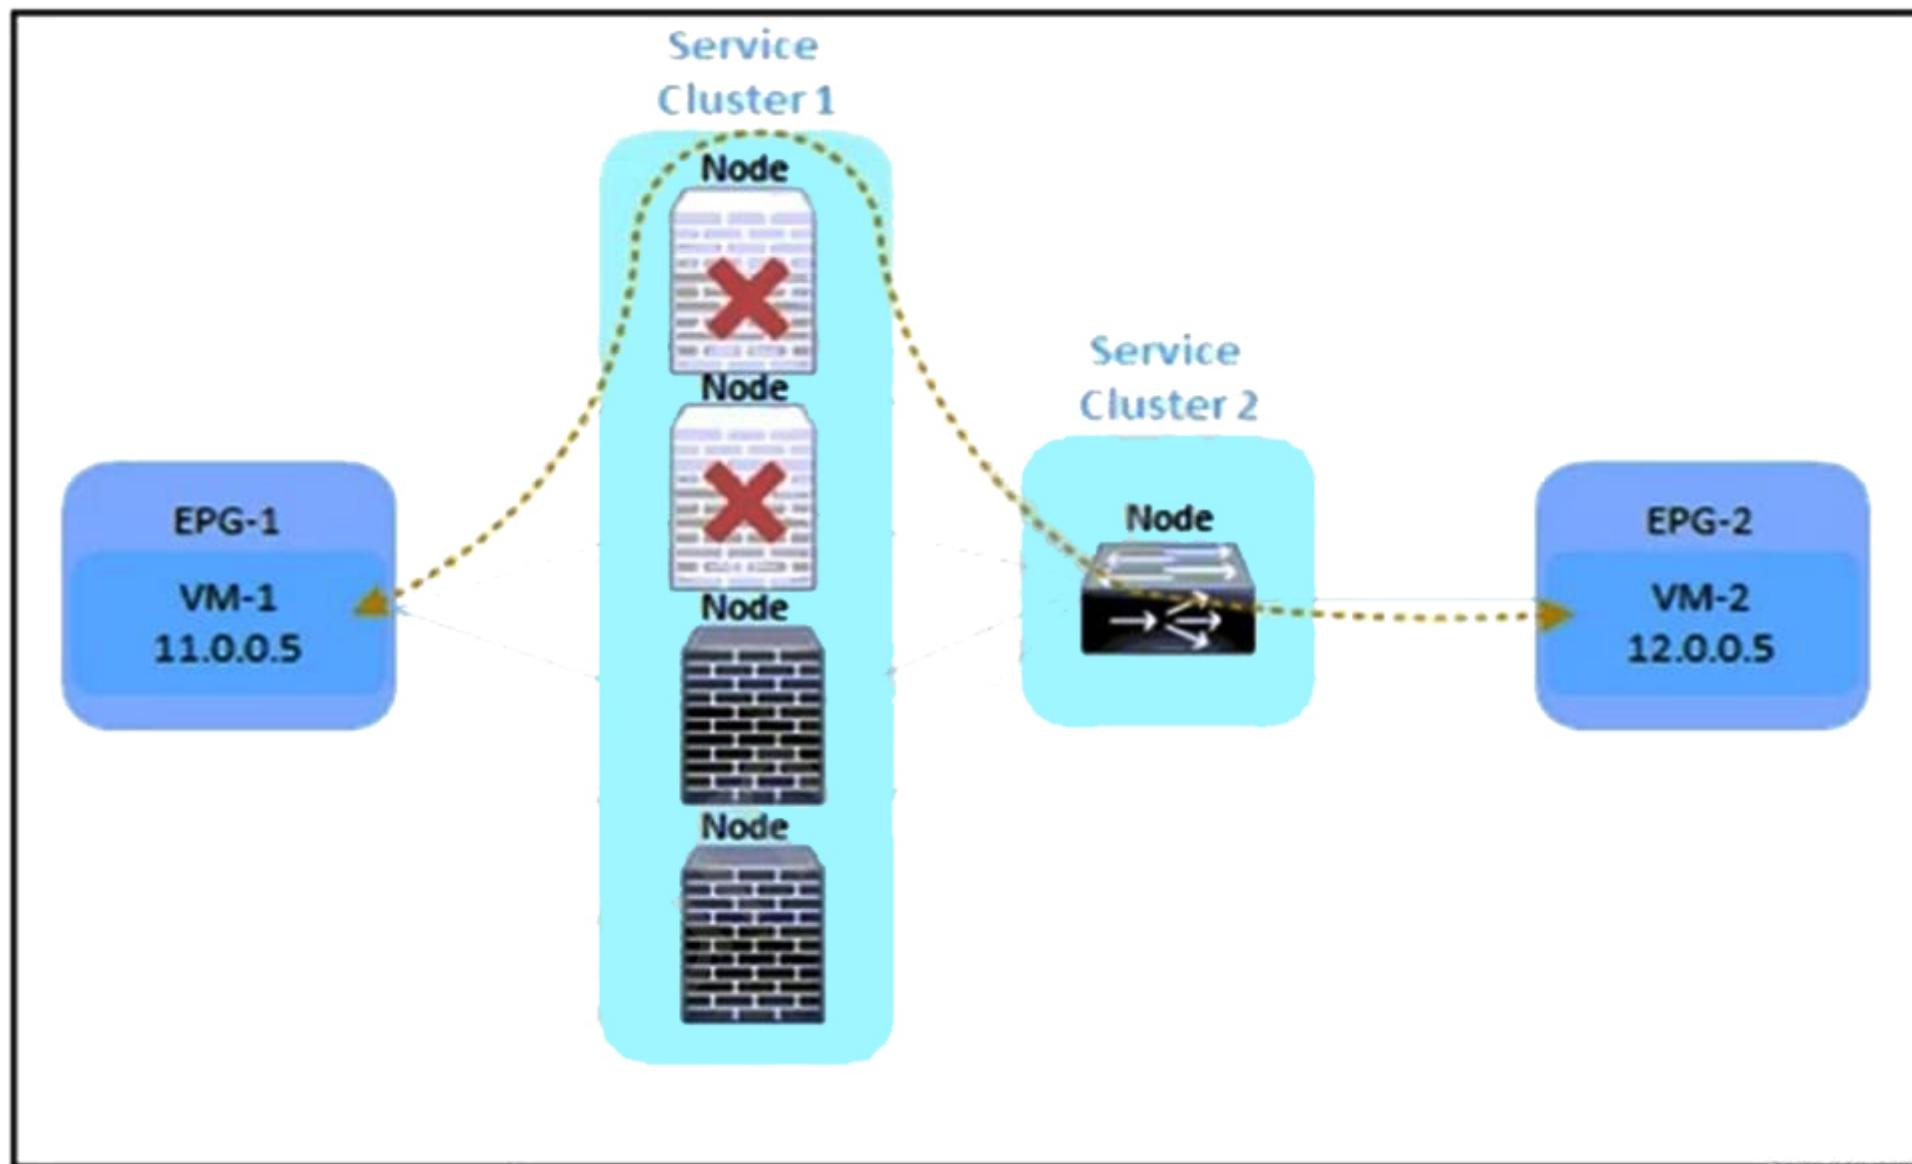 Service
Cluster 1
Node
Node
Node
Node
Service
Cluster 2
Node
EPG-1
VM-1
11.0.0.5
EPG-2
VM-2
12.0.0.5